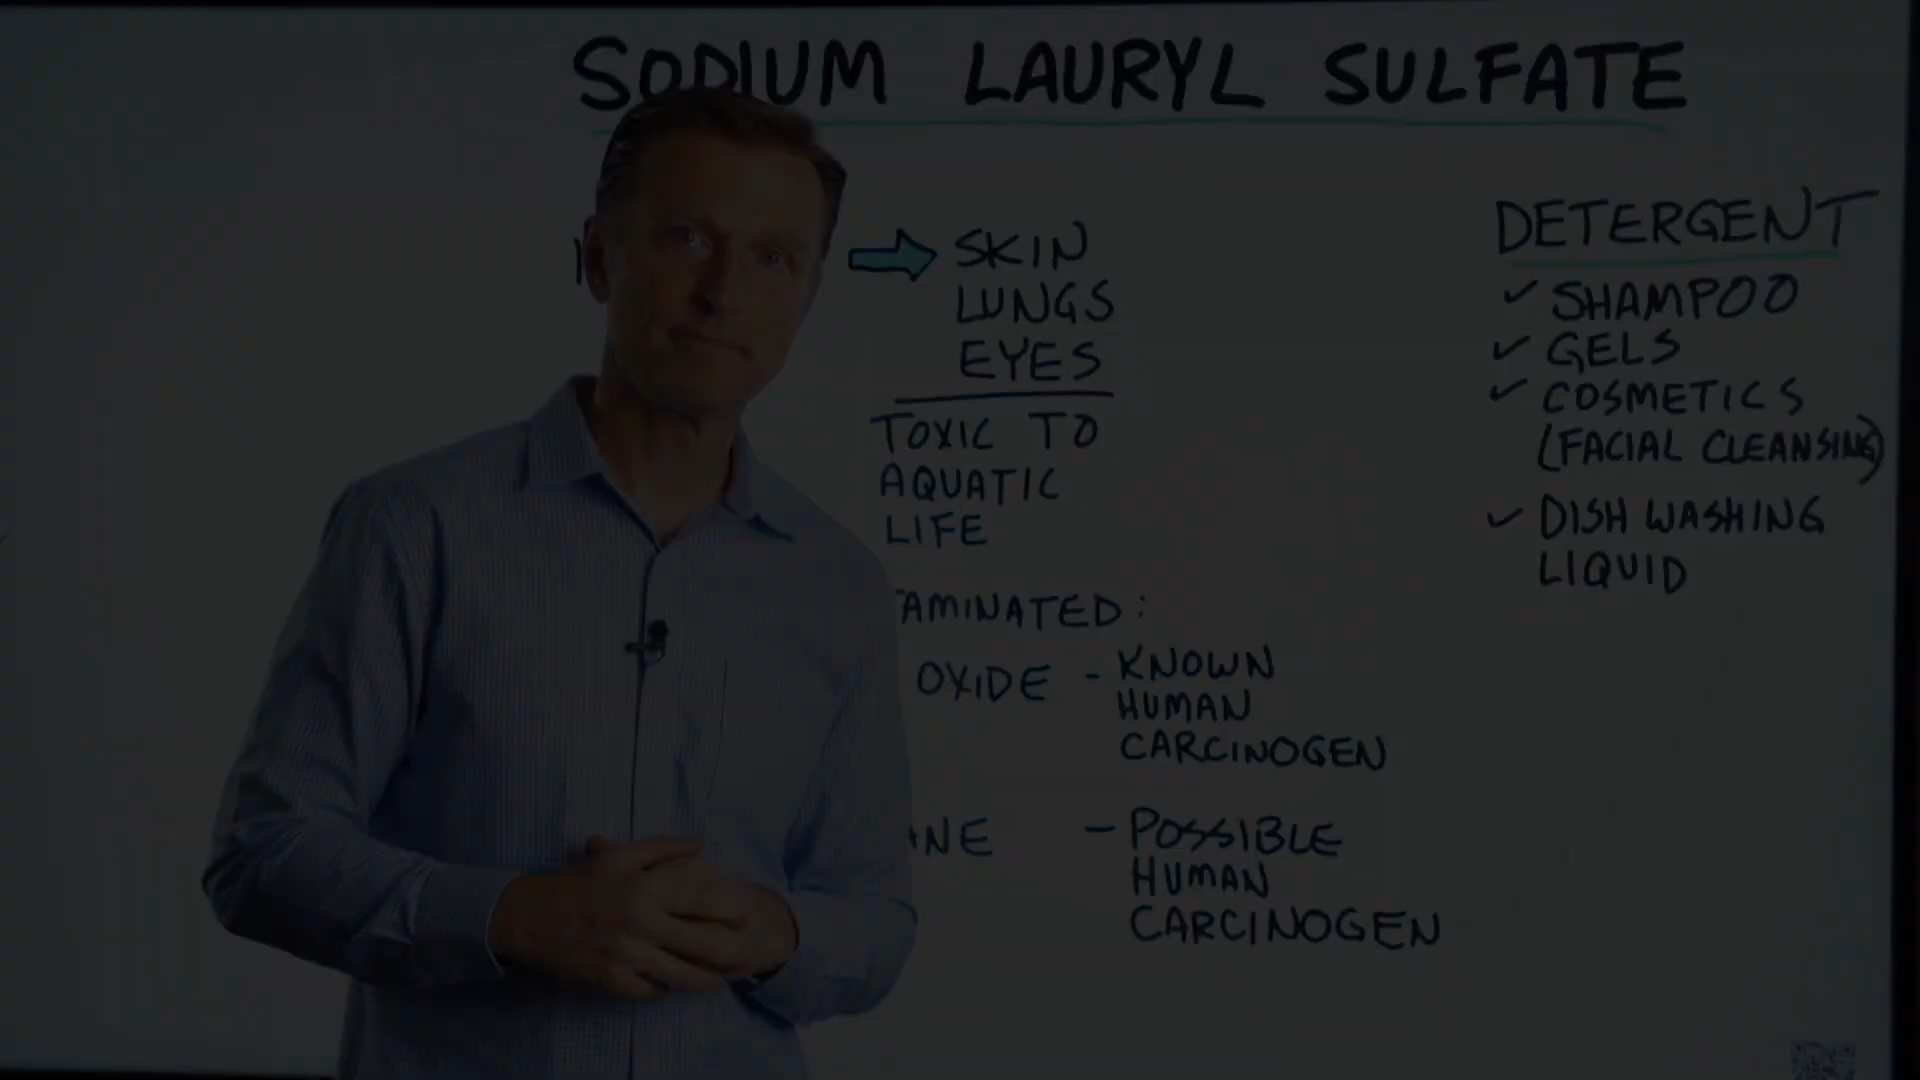 SODIUM LAURYL SULFATE
SKIN
LUNGS
EYES
TOXIC TO
AQUATIC
LIFE
AMINATED:
OXIDE - KNOWN
HUMAN
CARCINOGEN
NE - POSSIBLE
HUMAN
CARCINOGEN
DETERGENT
✓ SHAMPOO
✓ GELS
✓ COSMETICS
(FACIAL CLEANSING)
✓ DISH WASHING
LIQUID